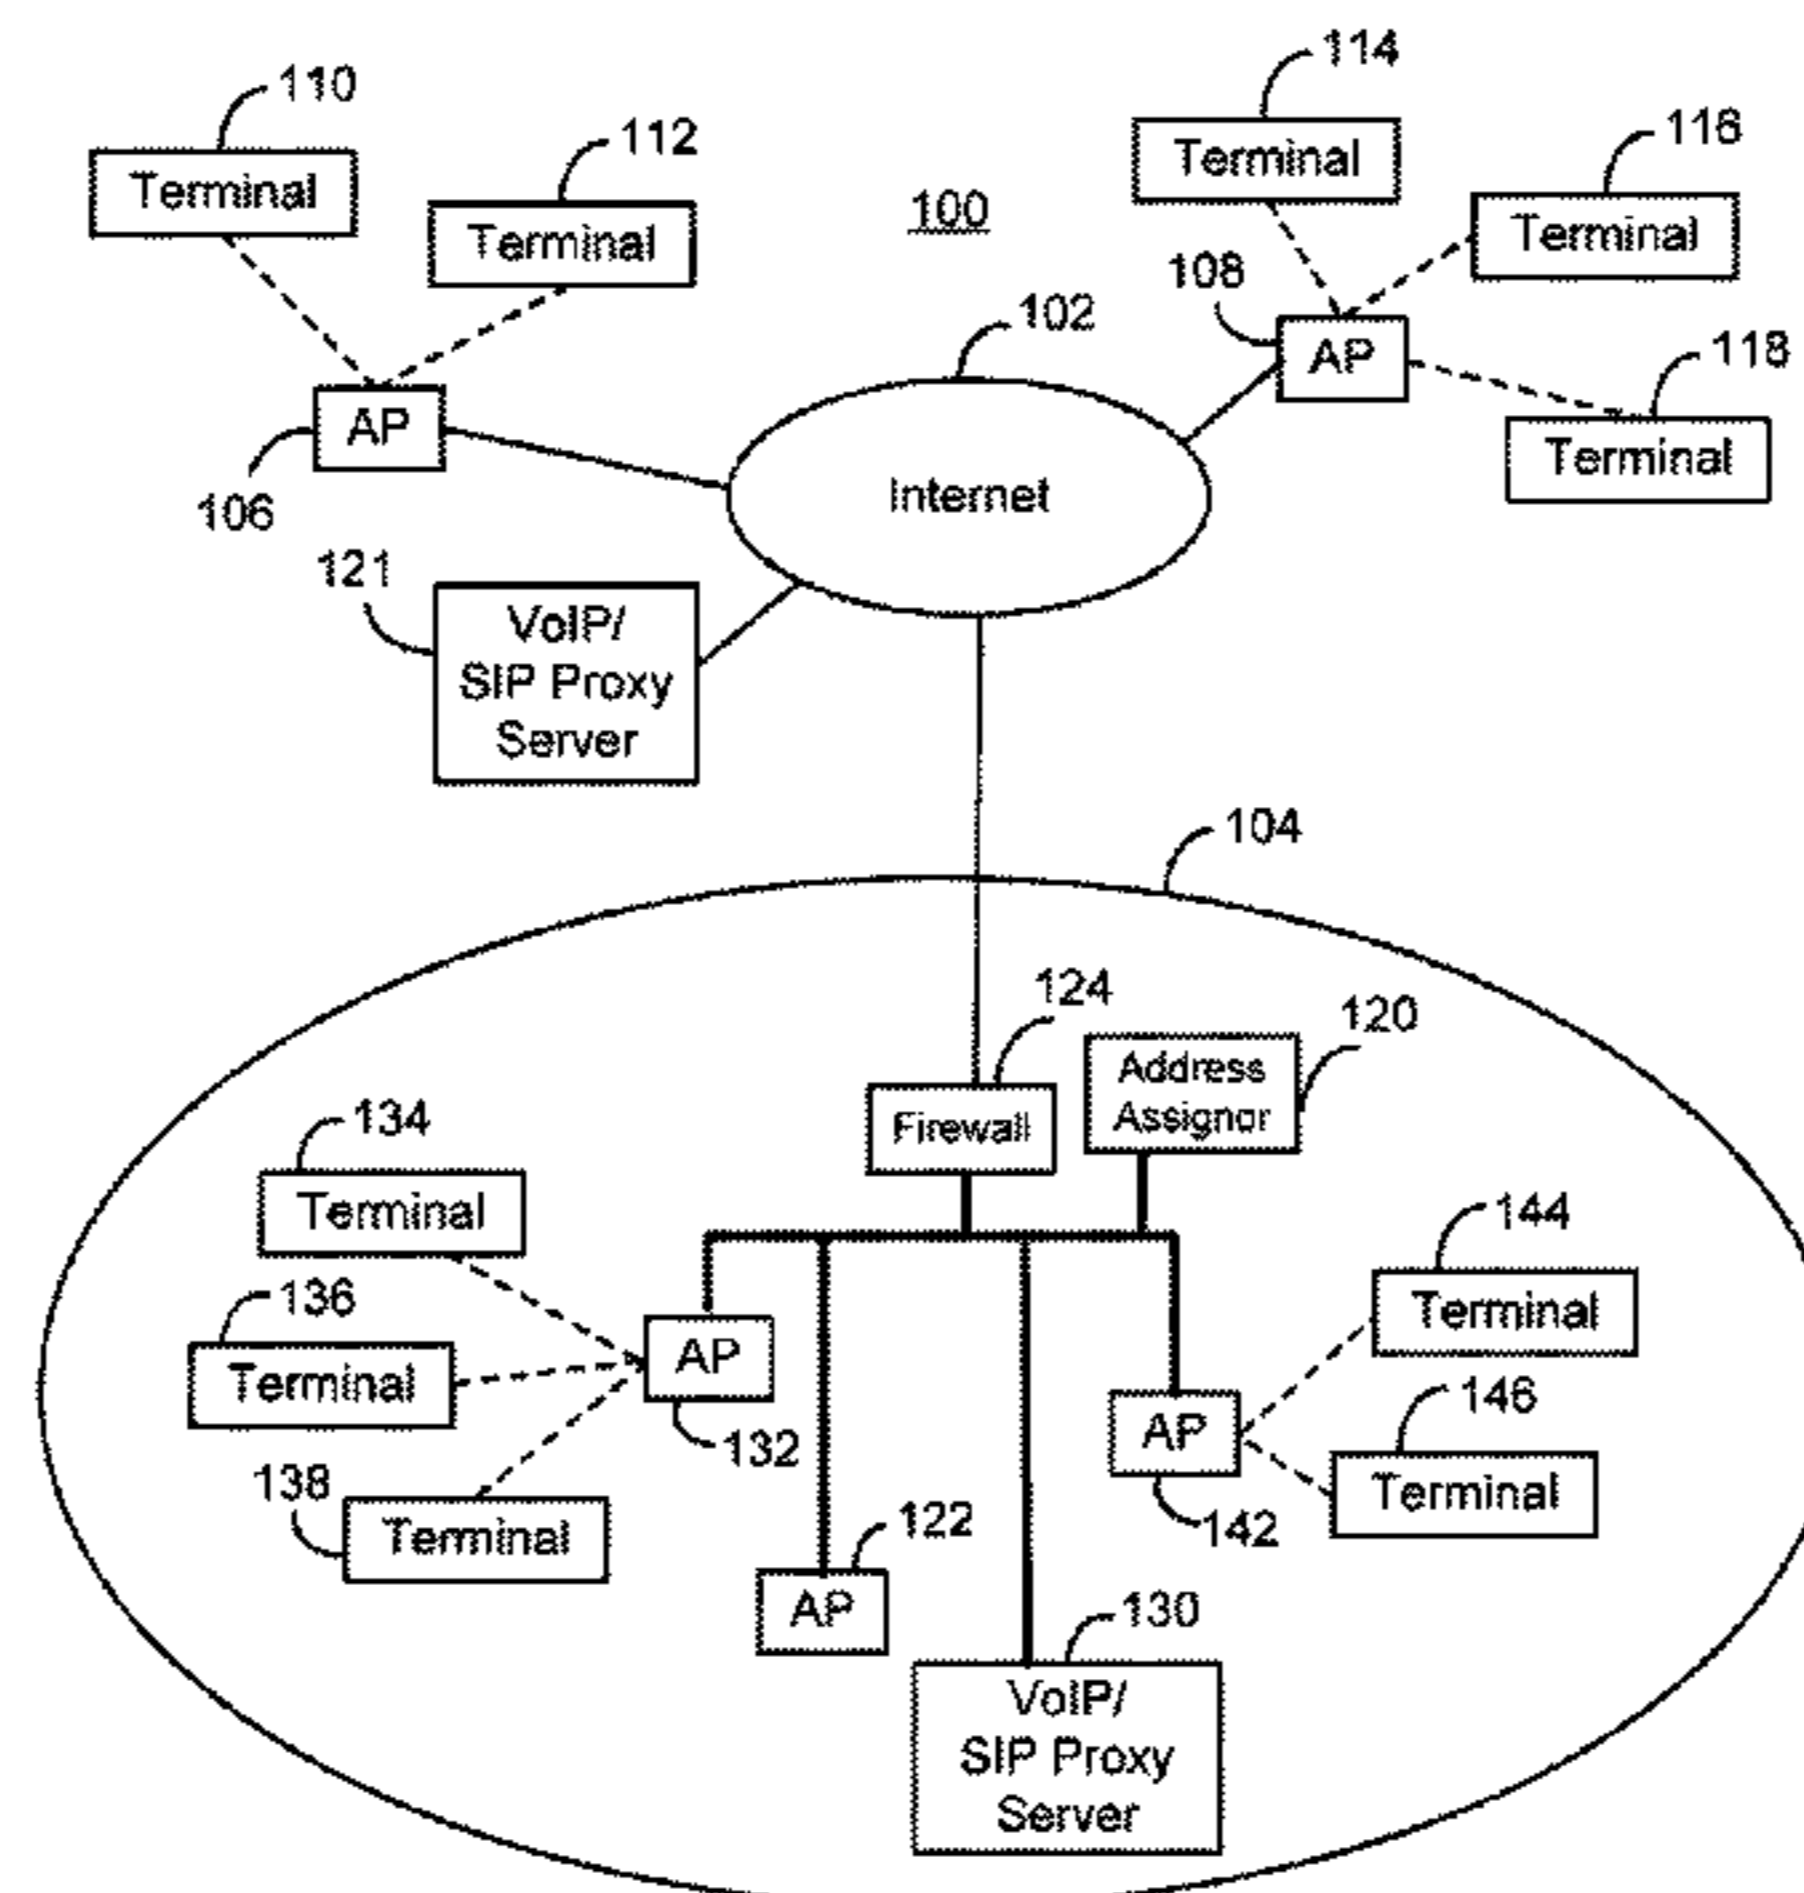 110
Terminal
112
Terminal
100
114
Terminal
116
Terminal
108
AP
118
Terminal
102
Internet
AP
106
121
VoIP/
SIP Proxy
Server
104
124
Firewall
120
Address
Assignor
134
Terminal
136
Terminal
138
Terminal
AP
132
122
AP
130
VoIP/
SIP Proxy
Server
AP
142
144
Terminal
146
Terminal